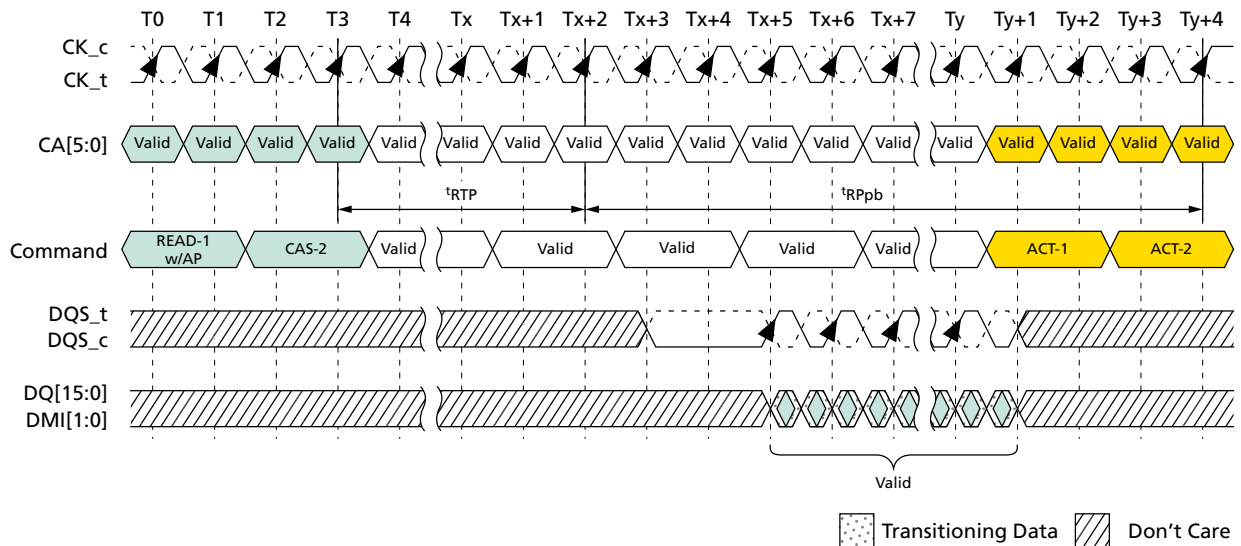 T0 T1 T2 T3 T4 Tx Tx+1 Tx+2 Tx+3 Tx+4 Tx+5 Tx+6 Tx+7 Ty Ty+1 Ty+2 Ty+3 Ty+4
CK_c
CK_t
CA[5:0] Valid Valid Valid Valid Valid Valid Valid Valid Valid Valid Valid Valid Valid Valid Valid Valid Valid Valid
tRTP tRPpb
Command READ-1 w/AP CAS-2 Valid Valid Valid Valid Valid ACT-1 ACT-2
DQS_t
DQS_c
DQ[15:0]
DMI[1:0]
Valid
Transitioning Data Don't Care